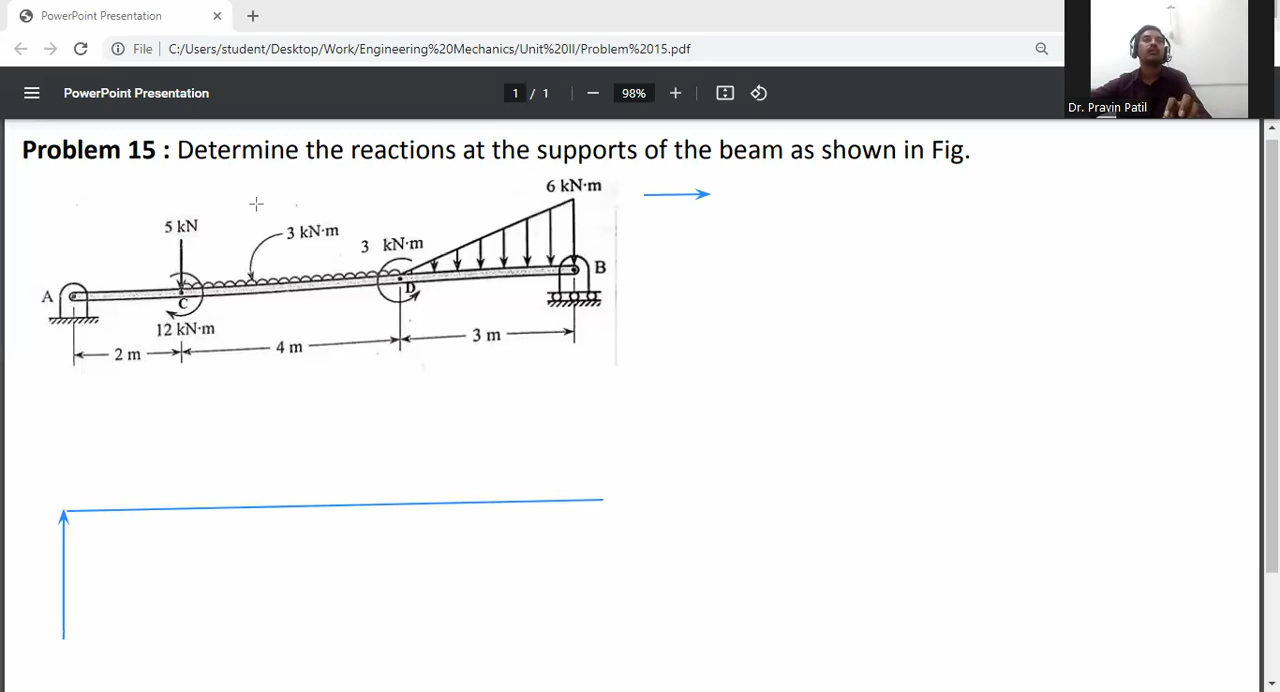 PowerPoint Presentation
File
C:/Users/student/Desktop/Work/Engineering%20Mechanics/Unit%20II/Problem%2015.pdf
PowerPoint Presentation
1 / 1
98%
Dr. Pravin Patil
Problem 15 : Determine the reactions at the supports of the beam as shown in Fig.
6 kN·m
5 kN
3 kN·m
3 kN·m
A
C
D
B
12 kN·m
2 m
4 m
3 m